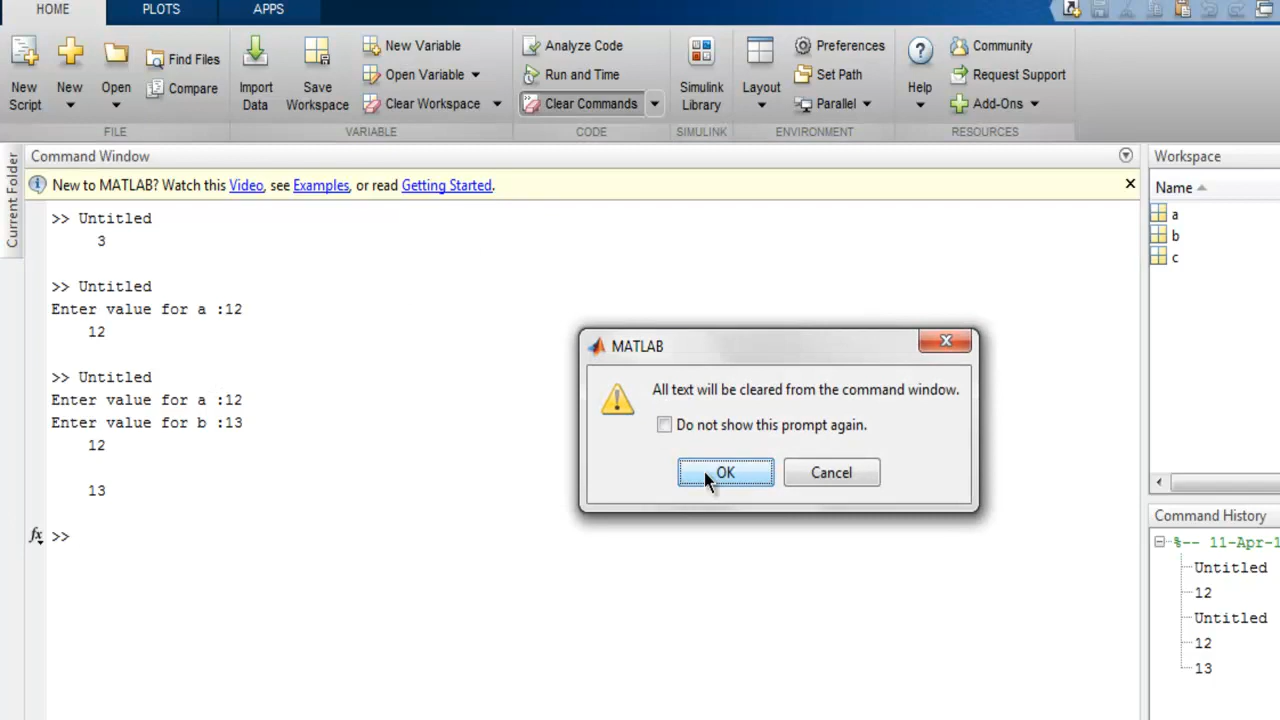 HOME PLOTS APPS
New Script
New
Open
Find Files
Compare
FILE
Import Data
Save Workspace
New Variable
Open Variable
Clear Workspace
VARIABLE
Analyze Code
Run and Time
Clear Commands
CODE
Simulink Library
SIMULINK
Layout
Preferences
Set Path
Parallel
ENVIRONMENT
Help
Community
Request Support
Add-Ons
RESOURCES
Current Folder
Command Window
New to MATLAB? Watch this Video, see Examples, or read Getting Started.
>> Untitled
3
>> Untitled
Enter value for a :12
12
>> Untitled
Enter value for a :12
Enter value for b :13
12
13
fx >>
MATLAB
All text will be cleared from the command window.
Do not show this prompt again.
OK Cancel
Workspace
Name
a
b
c
Command History
%-- 11-Apr-1
Untitled
12
Untitled
12
13